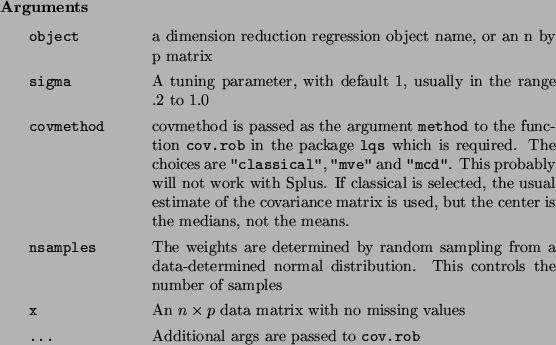 Arguments
object a dimension reduction regression object name, or an n by
p matrix
sigma A tuning parameter, with default 1, usually in the range
.2 to 1.0
covmethod covmethod is passed as the argument method to the func-
tion cov.rob in the package lqs which is required. The
choices are "classical", "mve" and "mcd". This probably
will not work with Splus. If classical is selected, the usual
estimate of the covariance matrix is used, but the center is
the medians, not the means.
nsamples The weights are determined by random sampling from a
data-determined normal distribution. This controls the
number of samples
x An n × p data matrix with no missing values
... Additional args are passed to cov.rob